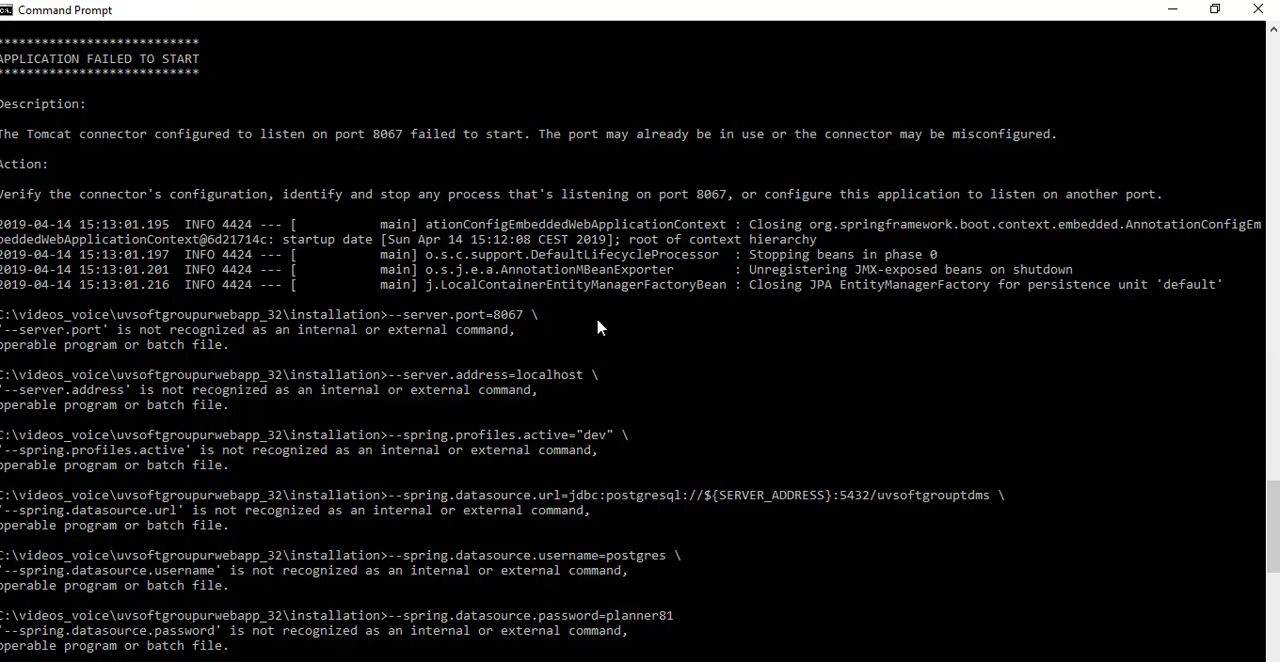 Command Prompt
***************************
APPLICATION FAILED TO START
***************************
Description:
The Tomcat connector configured to listen on port 8067 failed to start. The port may already be in use or the connector may be misconfigured.
Action:
Verify the connector's configuration, identify and stop any process that's listening on port 8067, or configure this application to listen on another port.
2019-04-14 15:13:01.195  INFO 4424 --- [           main] ationConfigEmbeddedWebApplicationContext : Closing org.springframework.boot.context.embedded.AnnotationConfigEm
beddedWebApplicationContext@6d21714c: startup date [Sun Apr 14 15:12:08 CEST 2019]; root of context hierarchy
2019-04-14 15:13:01.197  INFO 4424 --- [           main] o.s.c.support.DefaultLifecycleProcessor  : Stopping beans in phase 0
2019-04-14 15:13:01.201  INFO 4424 --- [           main] o.s.j.e.a.AnnotationMBeanExporter        : Unregistering JMX-exposed beans on shutdown
2019-04-14 15:13:01.216  INFO 4424 --- [           main] j.LocalContainerEntityManagerFactoryBean : Closing JPA EntityManagerFactory for persistence unit 'default'
C:\videos_voice\uvsoftgroupurwebapp_32\installation>--server.port=8067 \
'--server.port' is not recognized as an internal or external command,
operable program or batch file.
C:\videos_voice\uvsoftgroupurwebapp_32\installation>--server.address=localhost \
'--server.address' is not recognized as an internal or external command,
operable program or batch file.
C:\videos_voice\uvsoftgroupurwebapp_32\installation>--spring.profiles.active="dev" \
'--spring.profiles.active' is not recognized as an internal or external command,
operable program or batch file.
C:\videos_voice\uvsoftgroupurwebapp_32\installation>--spring.datasource.url=jdbc:postgresql://${SERVER_ADDRESS}:5432/uvsoftgrouptdms \
'--spring.datasource.url' is not recognized as an internal or external command,
operable program or batch file.
C:\videos_voice\uvsoftgroupurwebapp_32\installation>--spring.datasource.username=postgres \
'--spring.datasource.username' is not recognized as an internal or external command,
operable program or batch file.
C:\videos_voice\uvsoftgroupurwebapp_32\installation>--spring.datasource.password=planner81
'--spring.datasource.password' is not recognized as an internal or external command,
operable program or batch file.